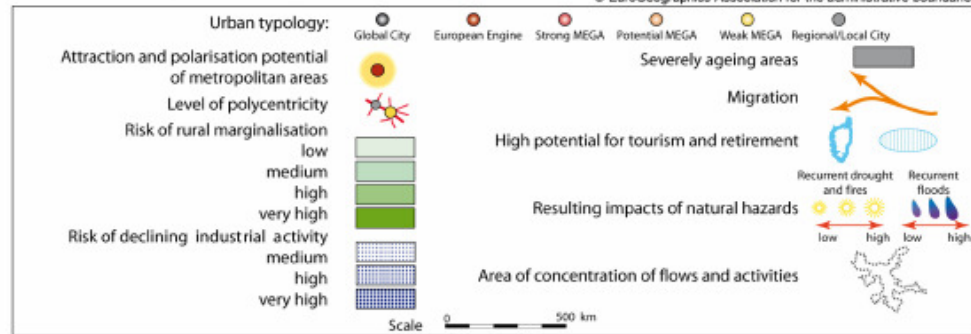 © EuroGeographics Association for the
Urban typology:
Global City
European Engine
Strong MEGA
Potential MEGA
Weak MEGA
Regional/Local City
Attraction and polarisation potential
of metropolitan areas
Level of polycentricity
Risk of rural marginalisation
low
medium
high
very high
Risk of declining industrial activity
medium
high
very high
Severely ageing areas
Migration
High potential for tourism and retirement
Recurrent drought
and fires
Recurrent
floods
Resulting impacts of natural hazards
low
high
low
high
Area of concentration of flows and activities
Scale
0
500 km